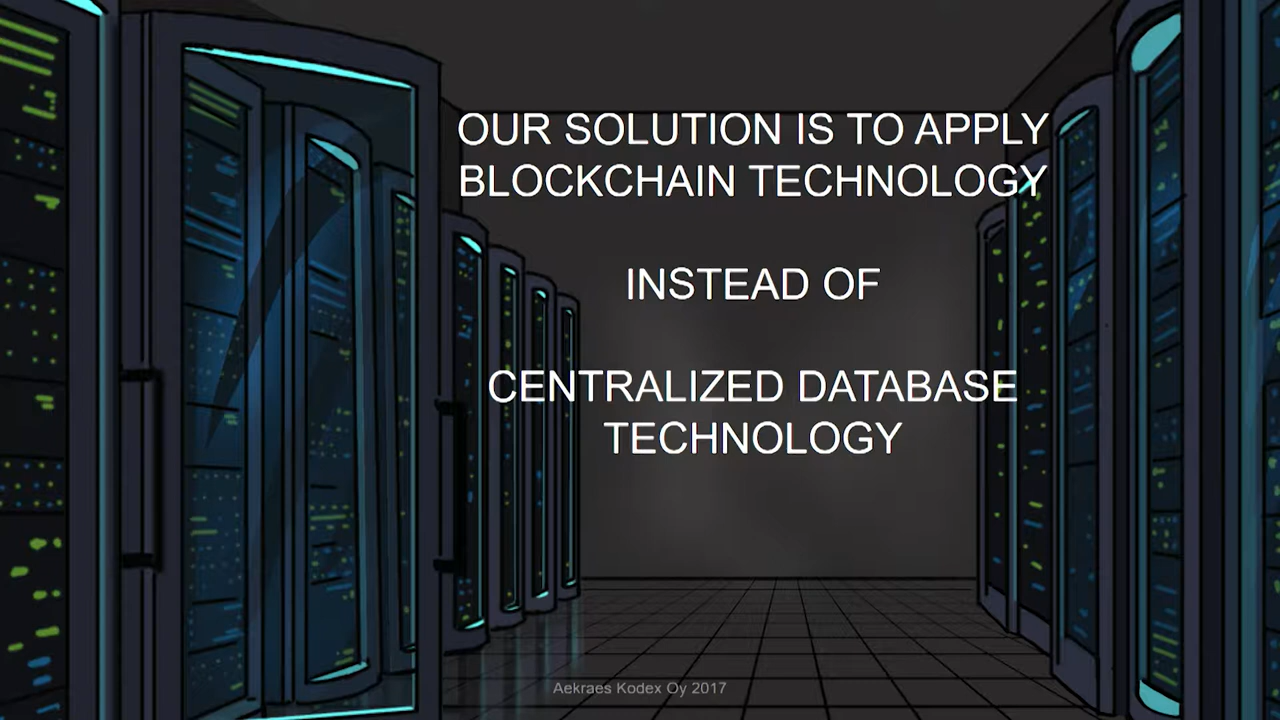 OUR SOLUTION IS TO APPLY
BLOCKCHAIN TECHNOLOGY
INSTEAD OF
CENTRALIZED DATABASE
TECHNOLOGY
Aekraes Kodex Oy 2017